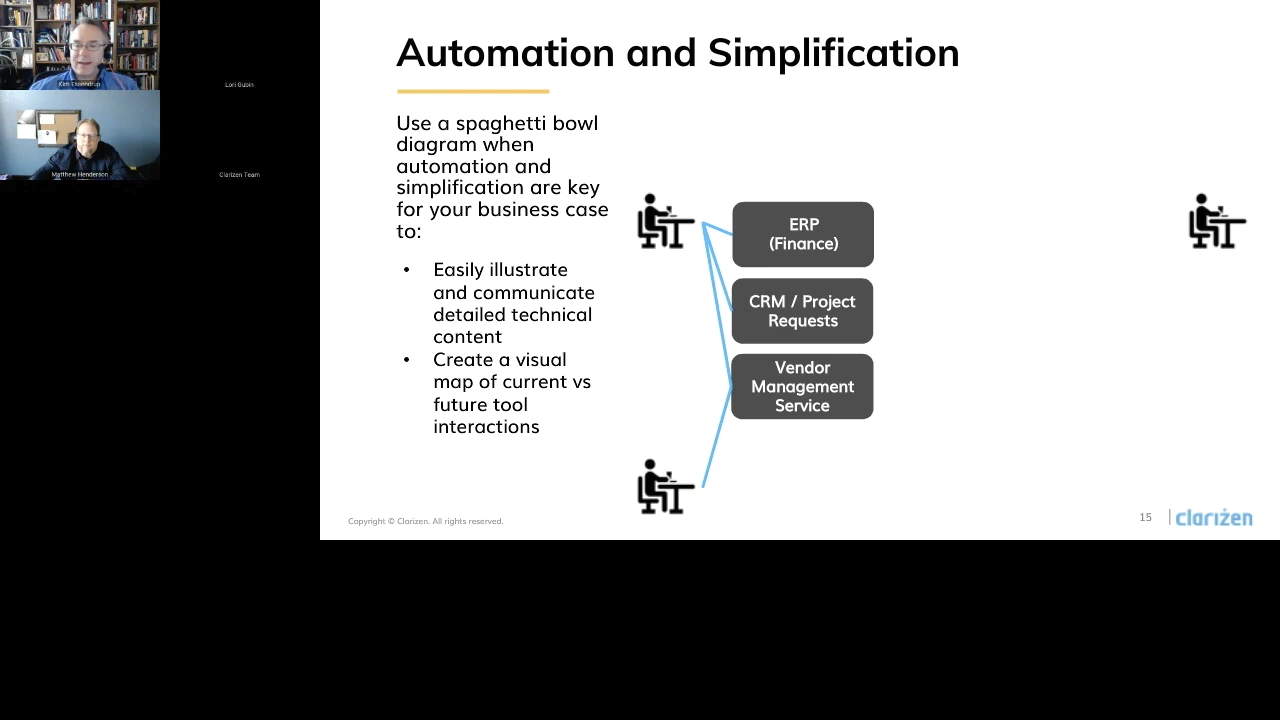 Automation and Simplification
Use a spaghetti bowl
diagram when
automation and
simplification are key
for your business case
to:
• Easily illustrate
and communicate
detailed technical
content
• Create a visual
map of current vs
future tool
interactions
ERP
(Finance)
CRM / Project
Requests
Vendor
Management
Service
Copyright © Clarizen. All rights reserved.
15
clarizen
Kim Essendrup
Lori Gubin
Matthew Henderson
Clarizen Team